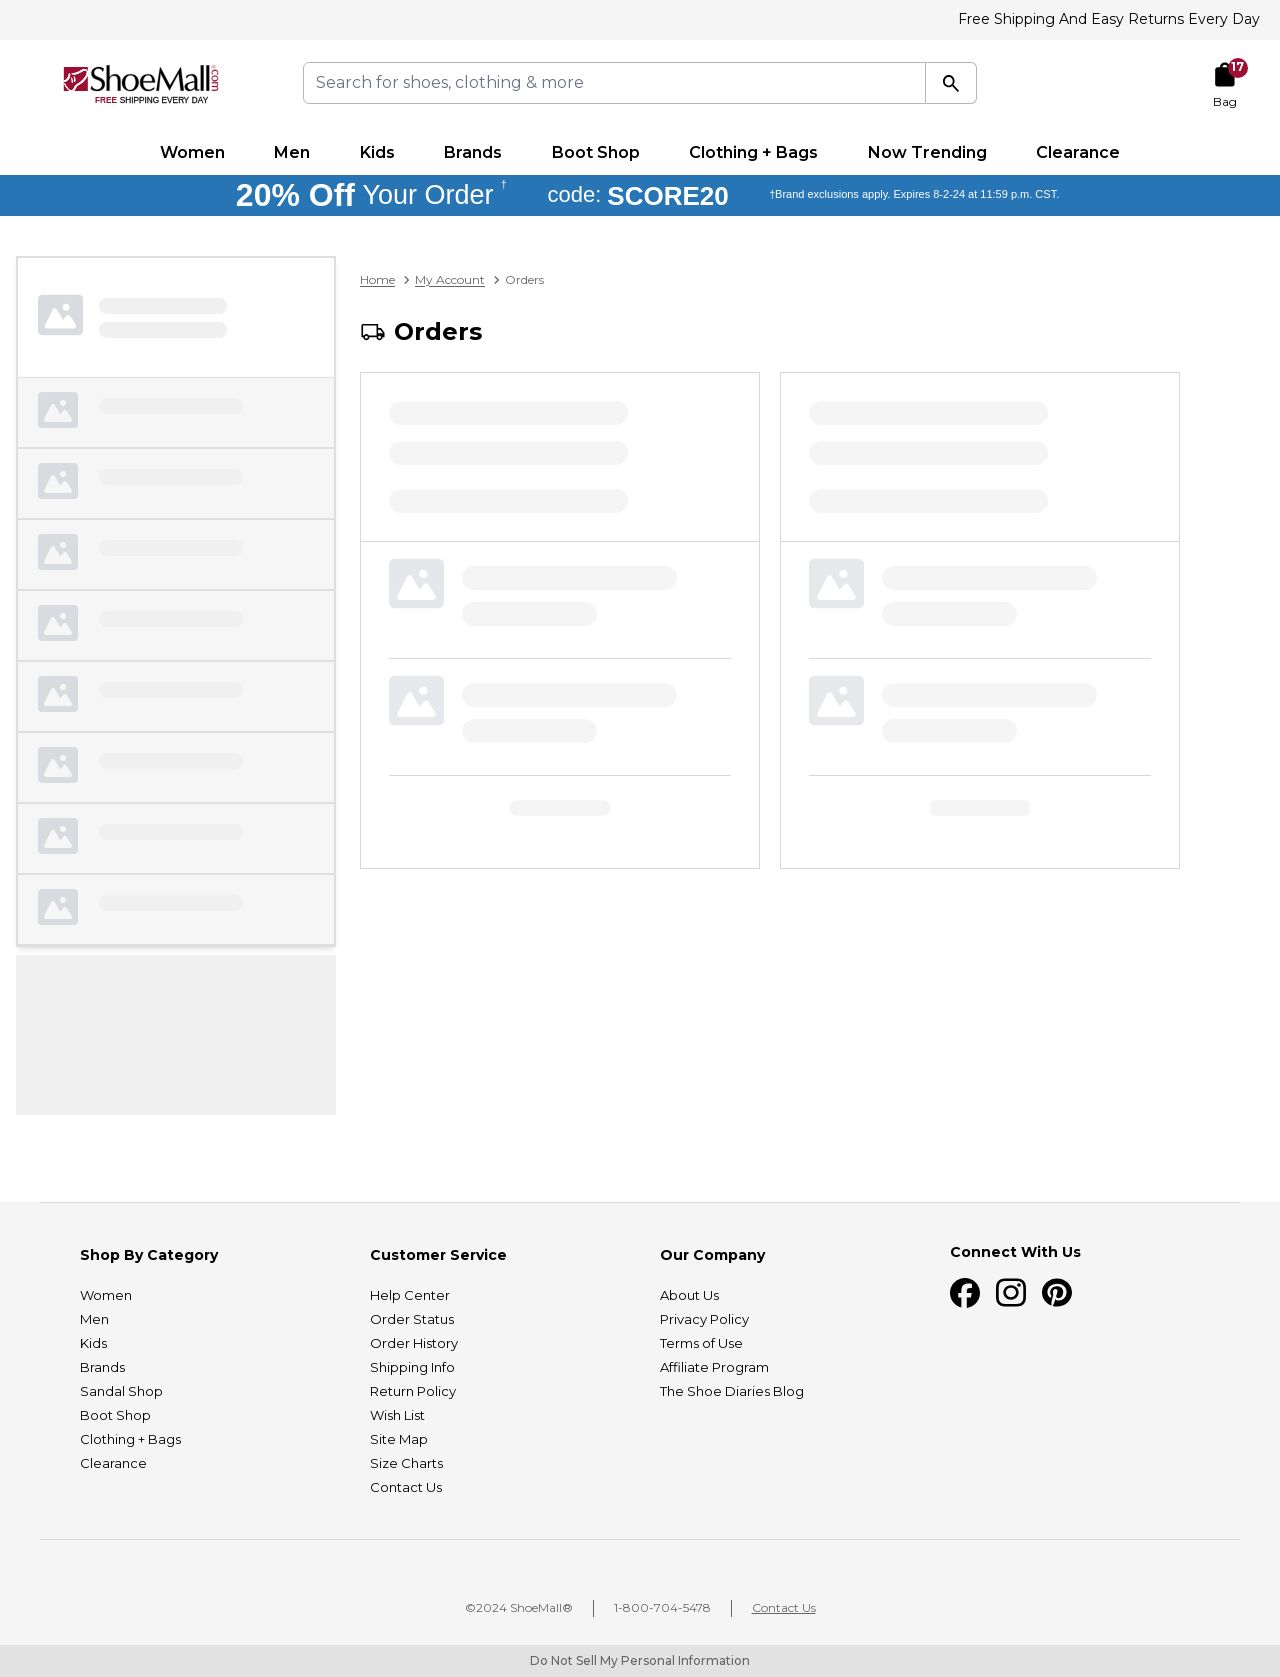 Free Shipping And Easy Returns Every Day
ShoeMall.com
FREE SHIPPING EVERY DAY
Search for shoes, clothing & more
17
Bag
Women Men Kids Brands Boot Shop Clothing + Bags Now Trending Clearance
20% Off Your Order † code: SCORE20 †Brand exclusions apply. Expires 8-2-24 at 11:59 p.m. CST.
Home My Account Orders
Orders
Shop By Category
Women
Men
Kids
Brands
Sandal Shop
Boot Shop
Clothing + Bags
Clearance
Customer Service
Help Center
Order Status
Order History
Shipping Info
Return Policy
Wish List
Site Map
Size Charts
Contact Us
Our Company
About Us
Privacy Policy
Terms of Use
Affiliate Program
The Shoe Diaries Blog
Connect With Us
©2024 ShoeMall® 1-800-704-5478 Contact Us
Do Not Sell My Personal Information